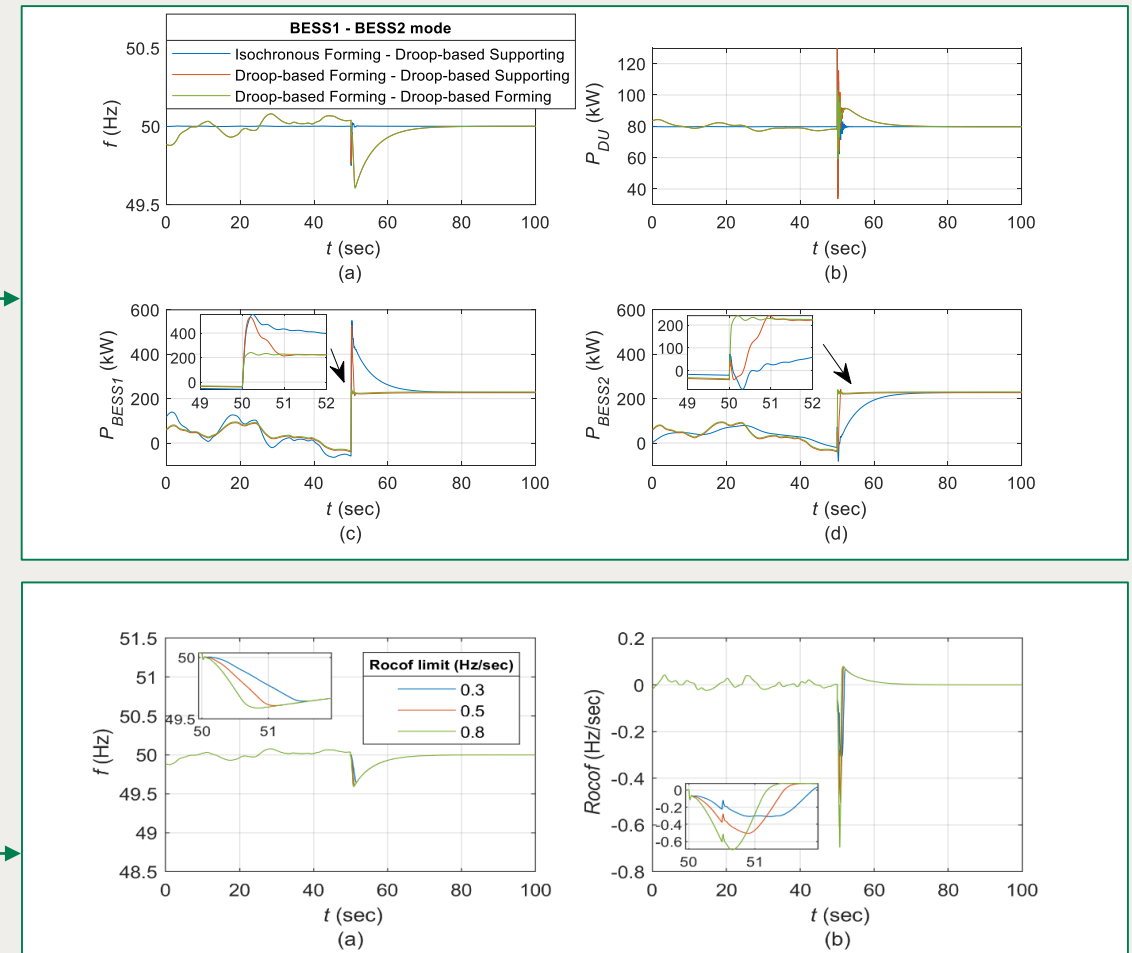 BESS1 - BESS2 mode
Isochronous Forming - Droop-based Supporting
Droop-based Forming - Droop-based Supporting
Droop-based Forming - Droop-based Forming
50.5
50
49.5
f (Hz)
0 20 40 60 80 100
t (sec)
(a)
120
100
80
60
40
P_DU (kW)
0 20 40 60 80 100
t (sec)
(b)
600
400
200
0
P_BESS1 (kW)
400
200
0
49 50 51 52
0 20 40 60 80 100
t (sec)
(c)
600
400
200
0
P_BESS2 (kW)
200
100
0
49 50 51 52
0 20 40 60 80 100
t (sec)
(d)
51.5
51
50.5
50
49.5
49
48.5
f (Hz)
50
49.5
50 51
Rocof limit (Hz/sec)
0.3
0.5
0.8
0 20 40 60 80 100
t (sec)
(a)
0.2
0
-0.2
-0.4
-0.6
-0.8
Rocof (Hz/sec)
0
-0.2
-0.4
-0.6
50 51
0 20 40 60 80 100
t (sec)
(b)